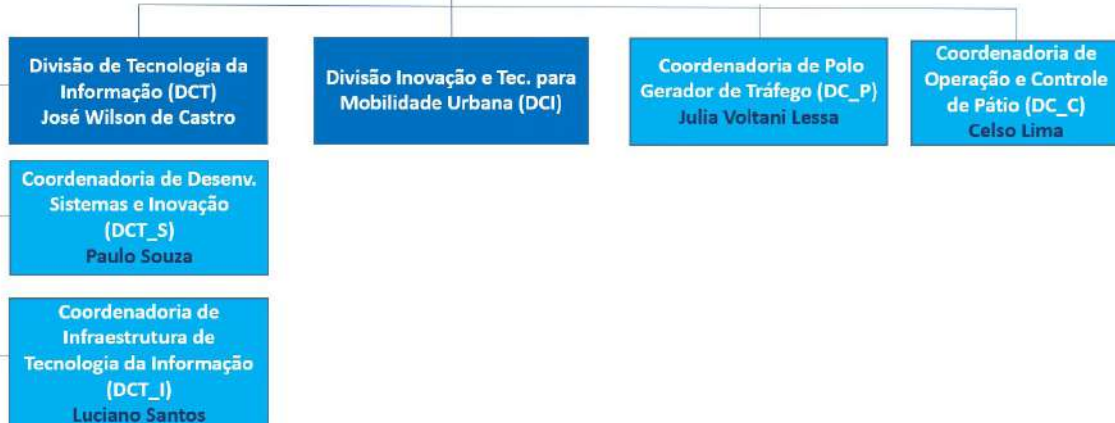 Divisão de Tecnologia da
Informação (DCT)
José Wilson de Castro
Divisão Inovação e Tec. para
Mobilidade Urbana (DCI)
Coordenadoria de Polo
Gerador de Tráfego (DC_P)
Julia Voltani Lessa
Coordenadoria de
Operação e Controle
de Pátio (DC_C)
Celso Lima
Coordenadoria de Desenv.
Sistemas e Inovação
(DCT_S)
Paulo Souza
Coordenadoria de
Infraestrutura de
Tecnologia da Informação
(DCT_I)
Luciano Santos